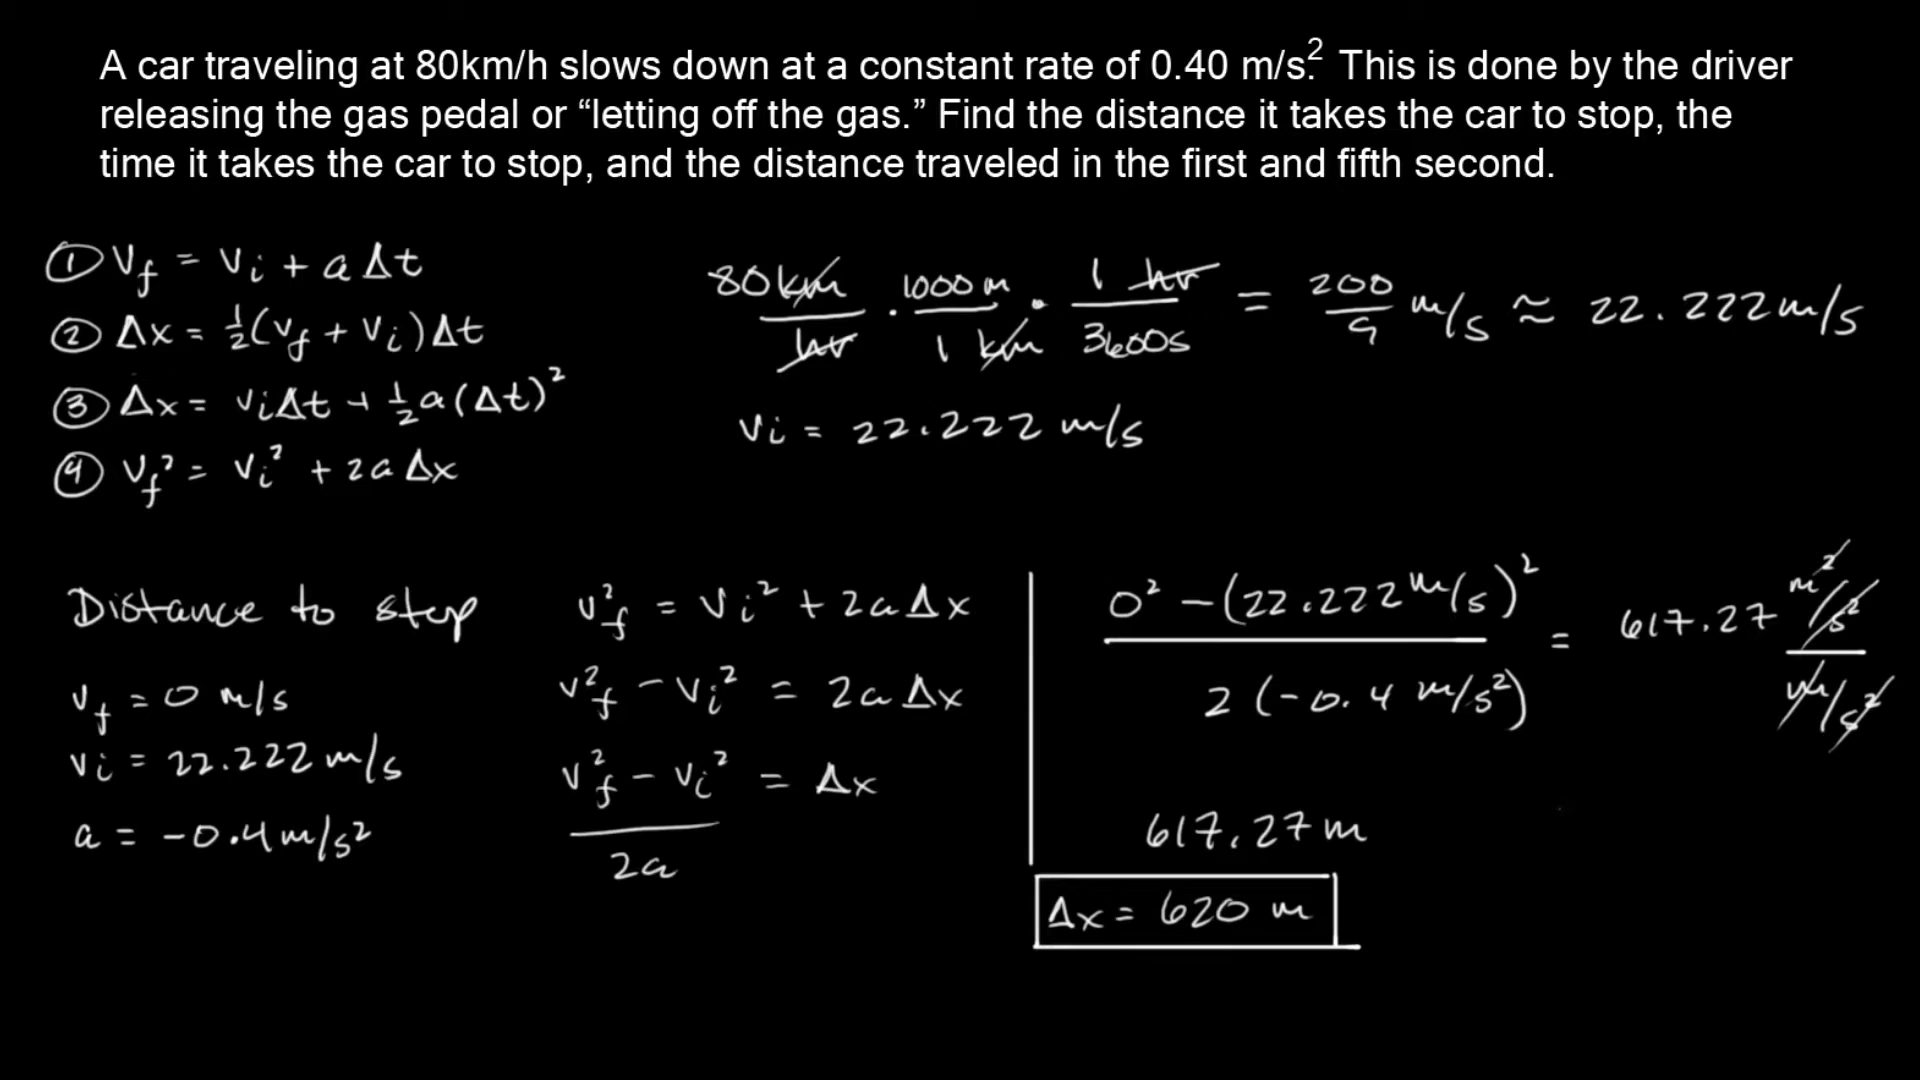 A car traveling at 80km/h slows down at a constant rate of 0.40 m/s.² This is done by the driver
releasing the gas pedal or “letting off the gas.” Find the distance it takes the car to stop, the
time it takes the car to stop, and the distance traveled in the first and fifth second.
① Vf = Vi + a Δt
② Δx = ½(Vf + Vi)Δt
③ Δx = ViΔt + ½a(Δt)²
④ Vf² = Vi² + 2aΔx
80km/hr · 1000m/1km · 1hr/3600s = 200/9 m/s ≈ 22.222m/s
Vi = 22.222 m/s
Distance to stop
Vf = 0 m/s
Vi = 22.222 m/s
a = -0.4m/s²
Vf² = Vi² + 2aΔx
Vf² - Vi² = 2aΔx
Vf² - Vi² = Δx
2a
0² - (22.222m/s)² = 617.27 m²/s²
2(-0.4 m/s²) m/s²
617.27m
Δx = 620 m